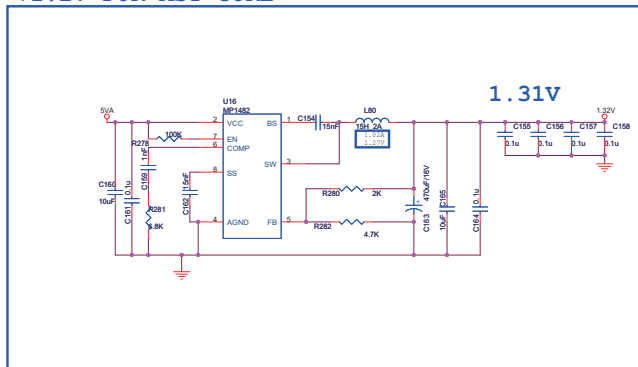 1.31V
U16
MP1482
5VA
2
VCC
BS
1
C154
15nF
L80
15H 2A
1.02A
1.27V
1.32V
C155
0.1u
C156
0.1u
C157
0.1u
C158
0.1u
R278
100K
7
EN
6
COMP
SW
3
C159
1nF
8
SS
C160
10uF
C161
0.1u
R281
6.8K
C162
15nF
4
AGND
FB
5
R280
2K
R282
4.7K
470uF/16V
C163
C165
10uF
C164
0.1u